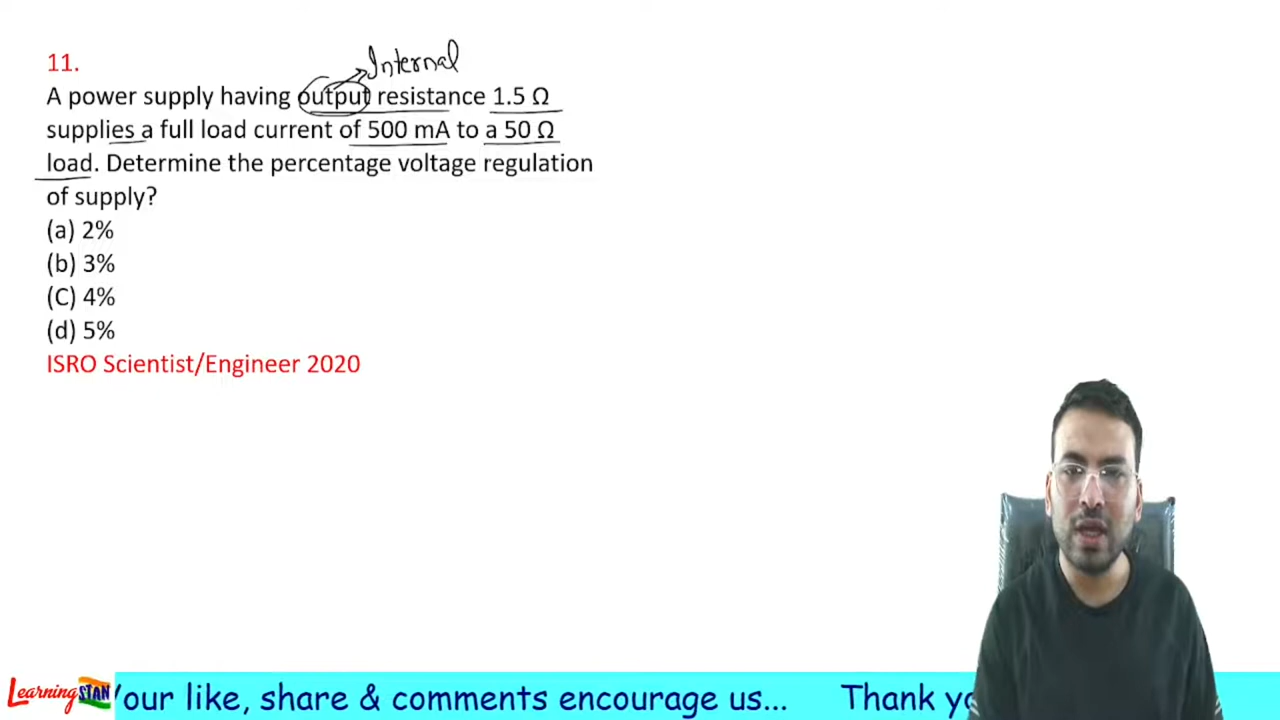 11.
Internal
A power supply having output resistance 1.5 Ω
supplies a full load current of 500 mA to a 50 Ω
load. Determine the percentage voltage regulation
of supply?
(a) 2%
(b) 3%
(C) 4%
(d) 5%
ISRO Scientist/Engineer 2020
Learning STAN
Your like, share & comments encourage us... Thank yo